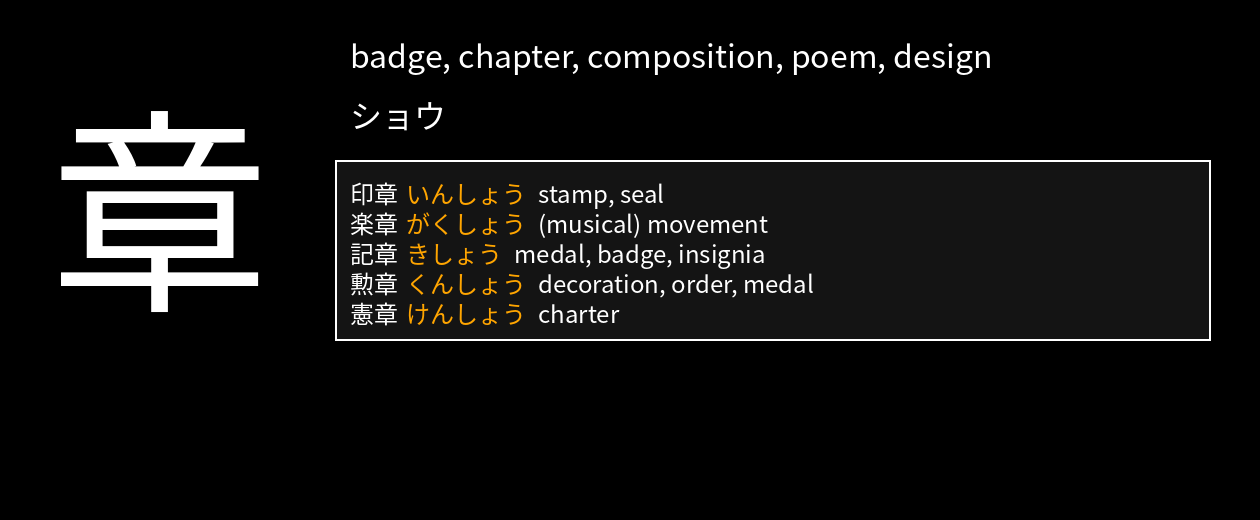 章
badge, chapter, composition, poem, design
ショウ
印章 いんしょう stamp, seal
楽章 がくしょう (musical) movement
記章 きしょう medal, badge, insignia
勲章 くんしょう decoration, order, medal
憲章 けんしょう charter